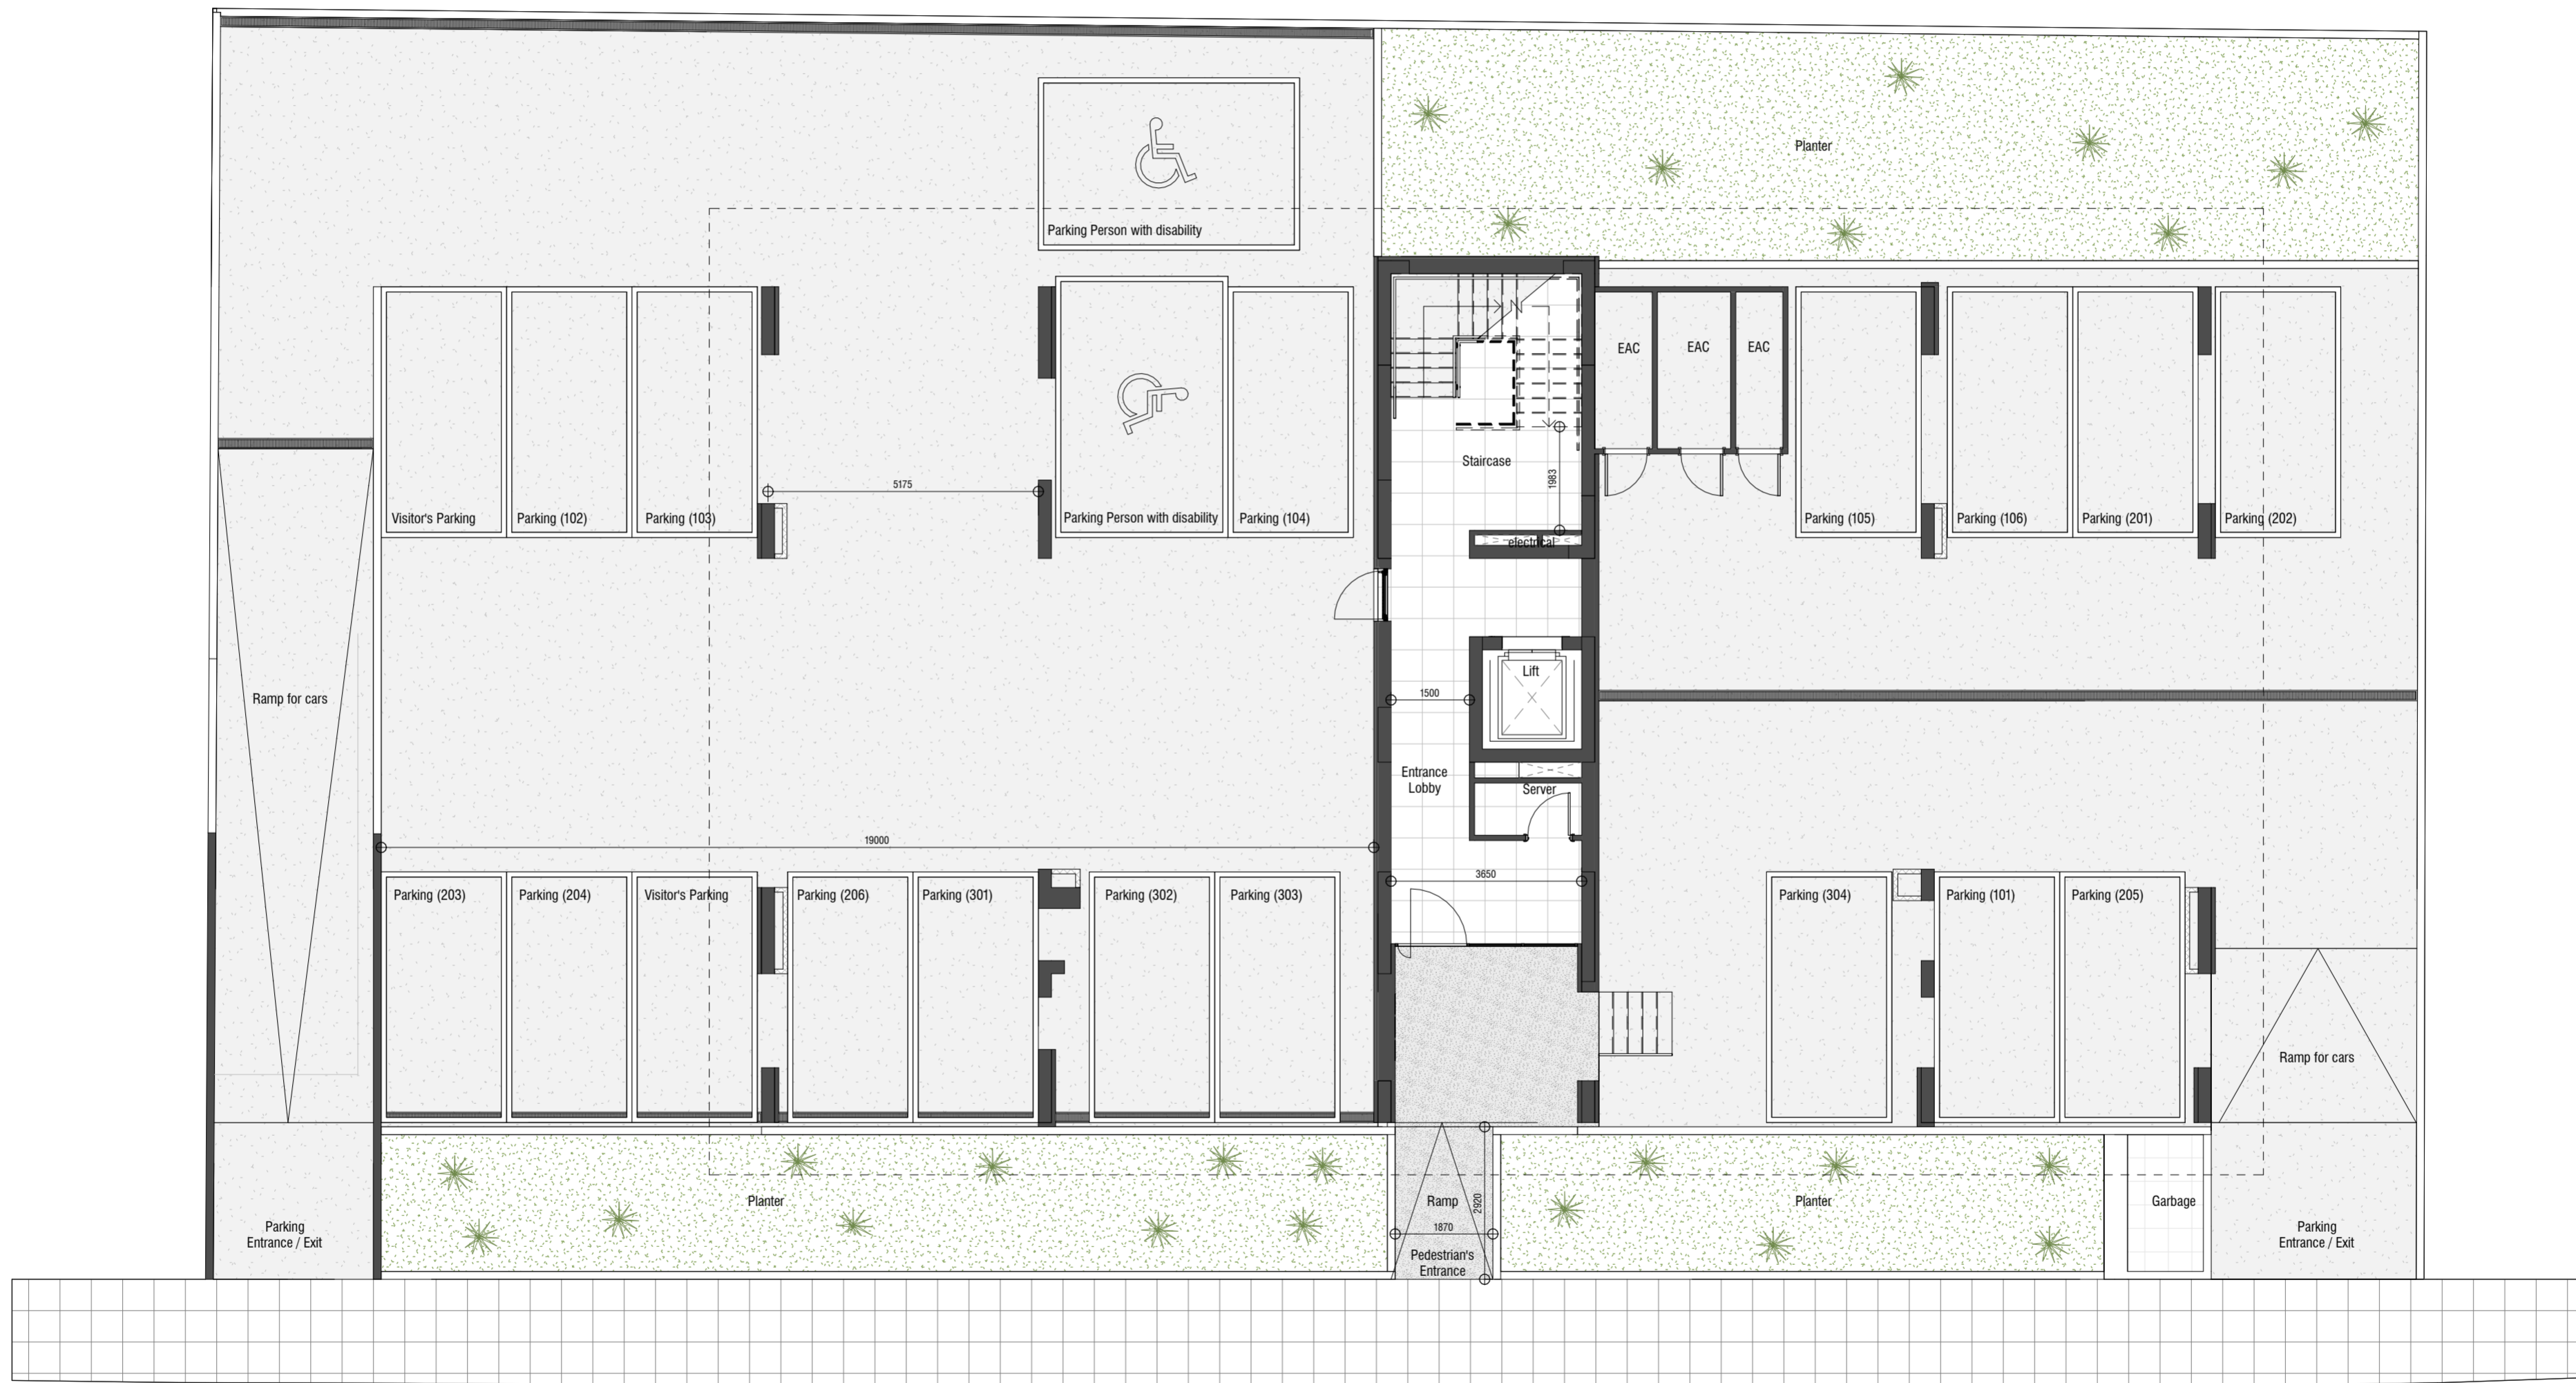 Planter
Parking Person with disability
EAC
EAC
EAC
Staircase
1983
5175
Visitor's Parking
Parking (102)
Parking (103)
Parking Person with disability
Parking (104)
Parking (105)
Parking (106)
Parking (201)
Parking (202)
electrical
Lift
1500
Ramp for cars
Entrance
Lobby
Server
19000
3650
Parking (203)
Parking (204)
Visitor's Parking
Parking (206)
Parking (301)
Parking (302)
Parking (303)
Parking (304)
Parking (101)
Parking (205)
Ramp for cars
Planter
Ramp
2920
Planter
Garbage
1870
Parking
Entrance / Exit
Pedestrian's
Entrance
Parking
Entrance / Exit